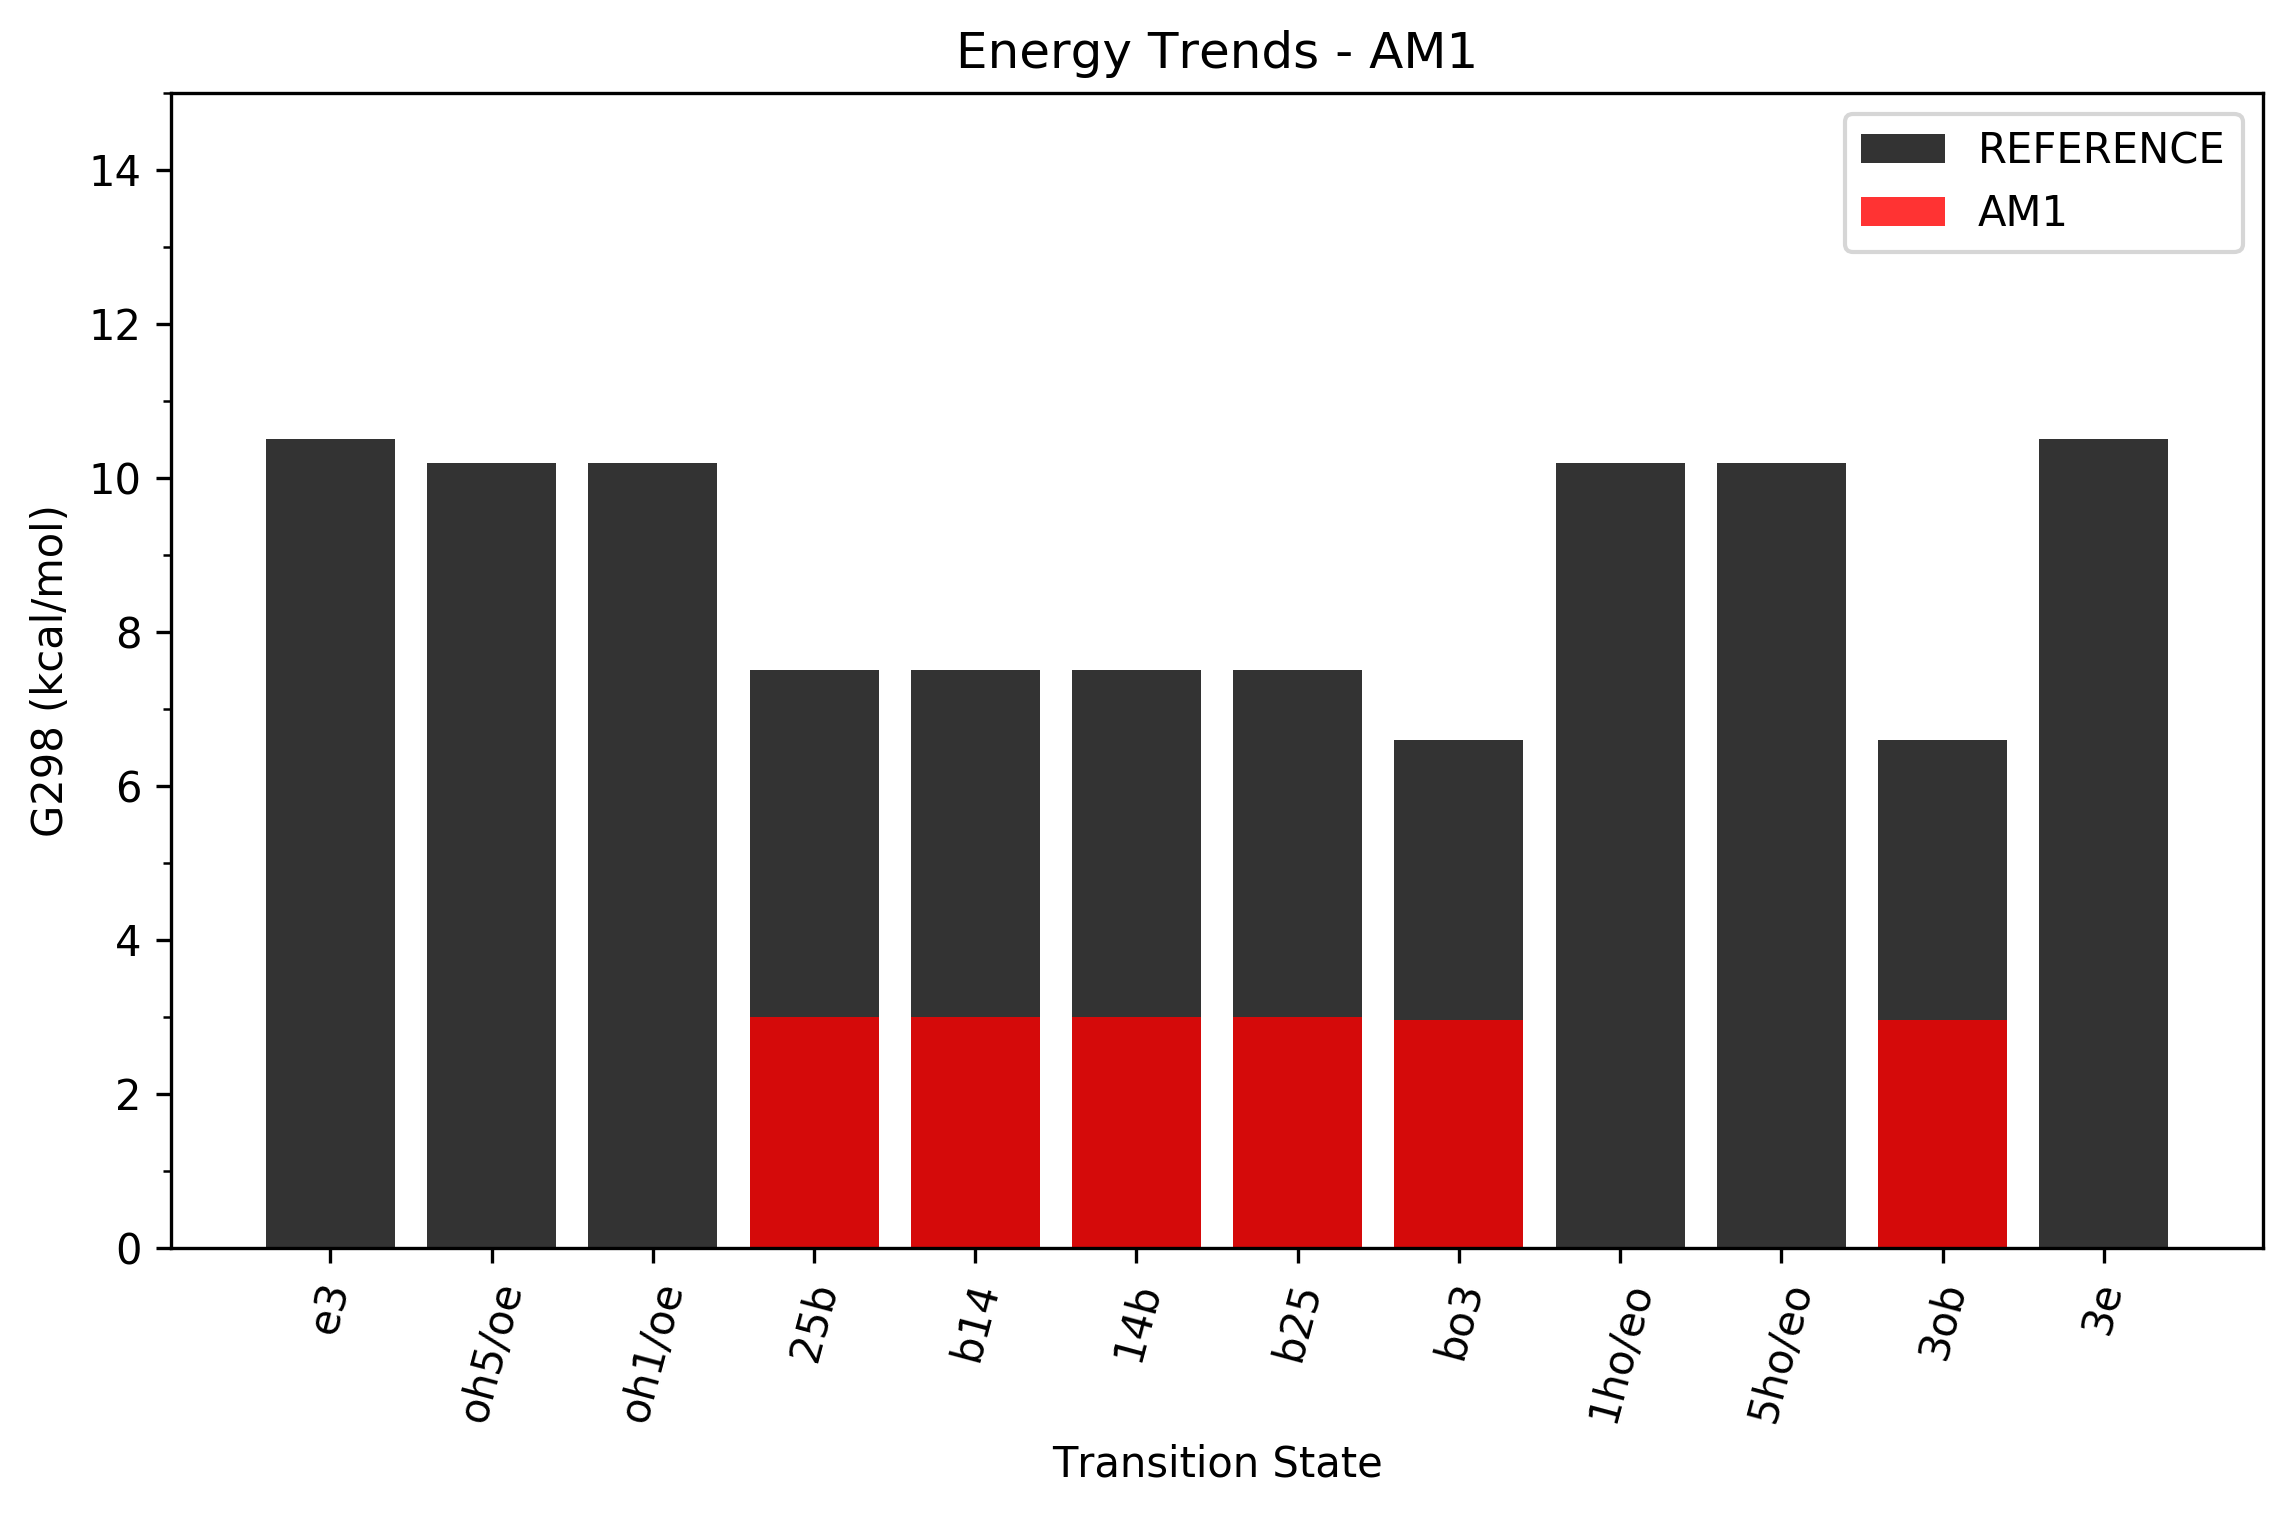 Energy Trends - AM1
REFERENCE
AM1
G298 (kcal/mol)
14
12
10
8
6
4
2
0
e3
oh5/oe
oh1/oe
25b
b14
14b
b25
bo3
1ho/eo
5ho/eo
3ob
3e
Transition State